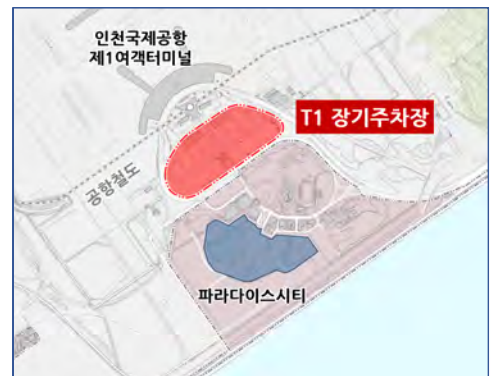 인천국제공항
제1여객터미널
T1 장기주차장
공항철도
파라다이스시티